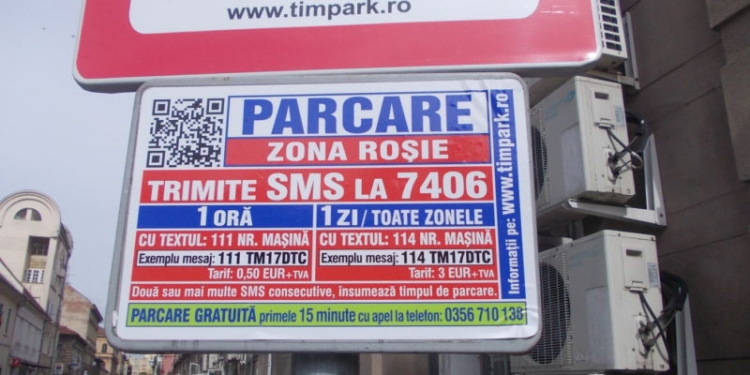 www.timpark.ro
PARCARE
ZONA ROȘIE
TRIMITE SMS LA 7406
1 ORĂ
CU TEXTUL: 111 NR. MAȘINĂ
Exemplu mesaj: 111 TM17DTC
Tarif: 0,50 EUR+TVA
1 ZI / TOATE ZONELE
CU TEXTUL: 114 NR. MAȘINĂ
Exemplu mesaj: 114 TM17DTC
Tarif: 3 EUR+TVA
Două sau mai multe SMS consecutive, însumează timpul de parcare.
PARCARE GRATUITĂ primele 15 minute cu apel la telefon: 0356 710 138
Informații pe: www.timpark.ro